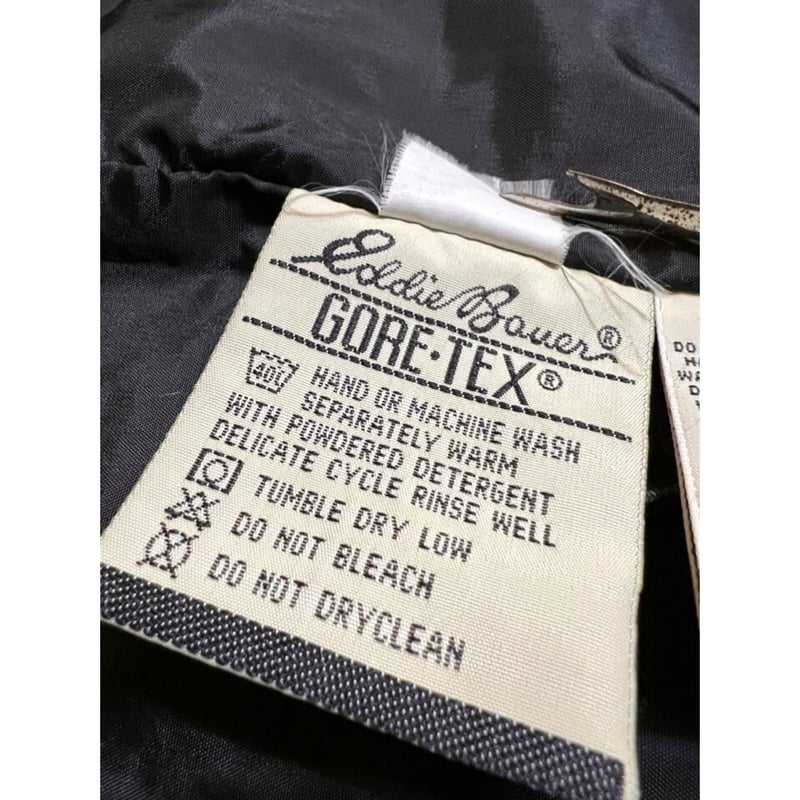 Eddie Bauer®
GORE·TEX®
40° HAND OR MACHINE WASH
SEPARATELY WARM
WITH POWDERED DETERGENT
DELICATE CYCLE RINSE WELL
TUMBLE DRY LOW
DO NOT BLEACH
DO NOT DRYCLEAN
DO